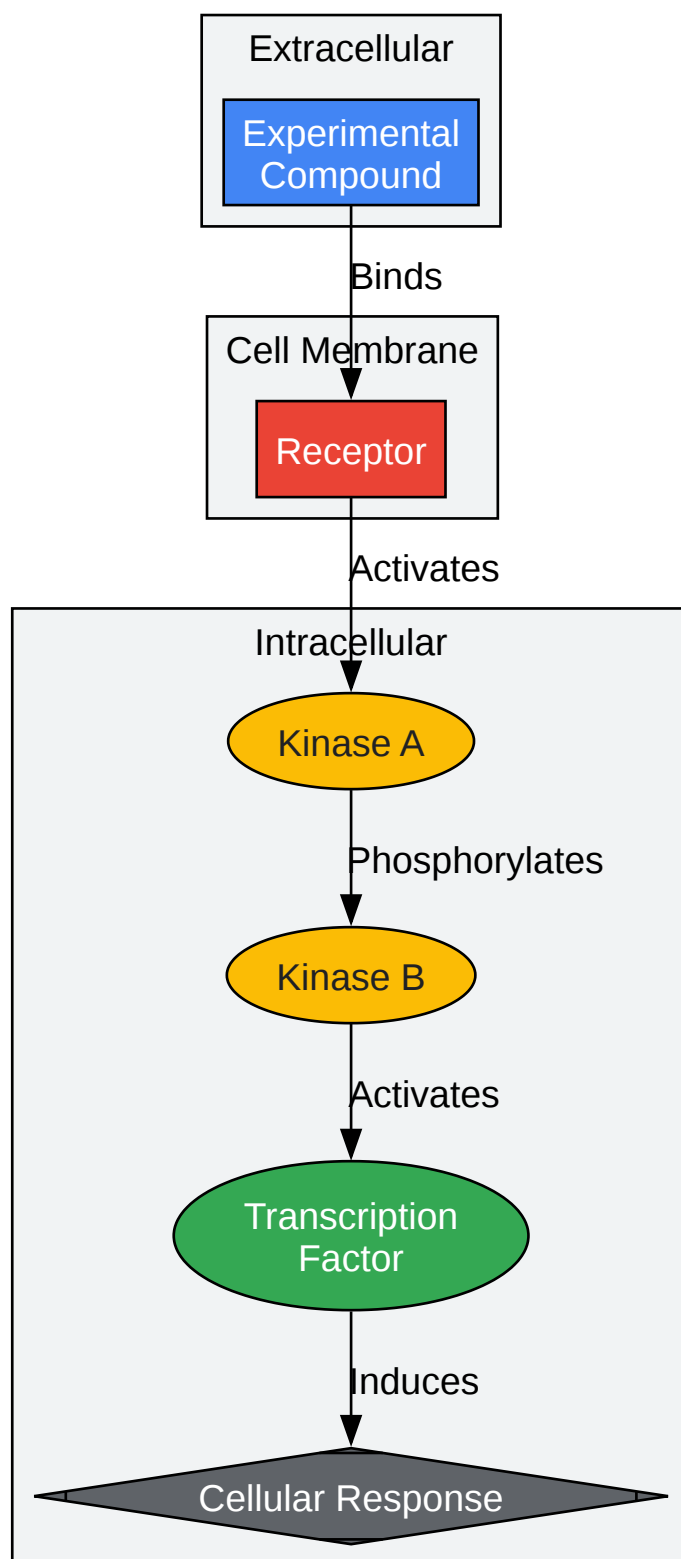 Extracellular
Experimental
Compound
Binds
Cell Membrane
Receptor
Activates
Intracellular
Kinase A
Phosphorylates
Kinase B
Activates
Transcription
Factor
Induces
Cellular Response